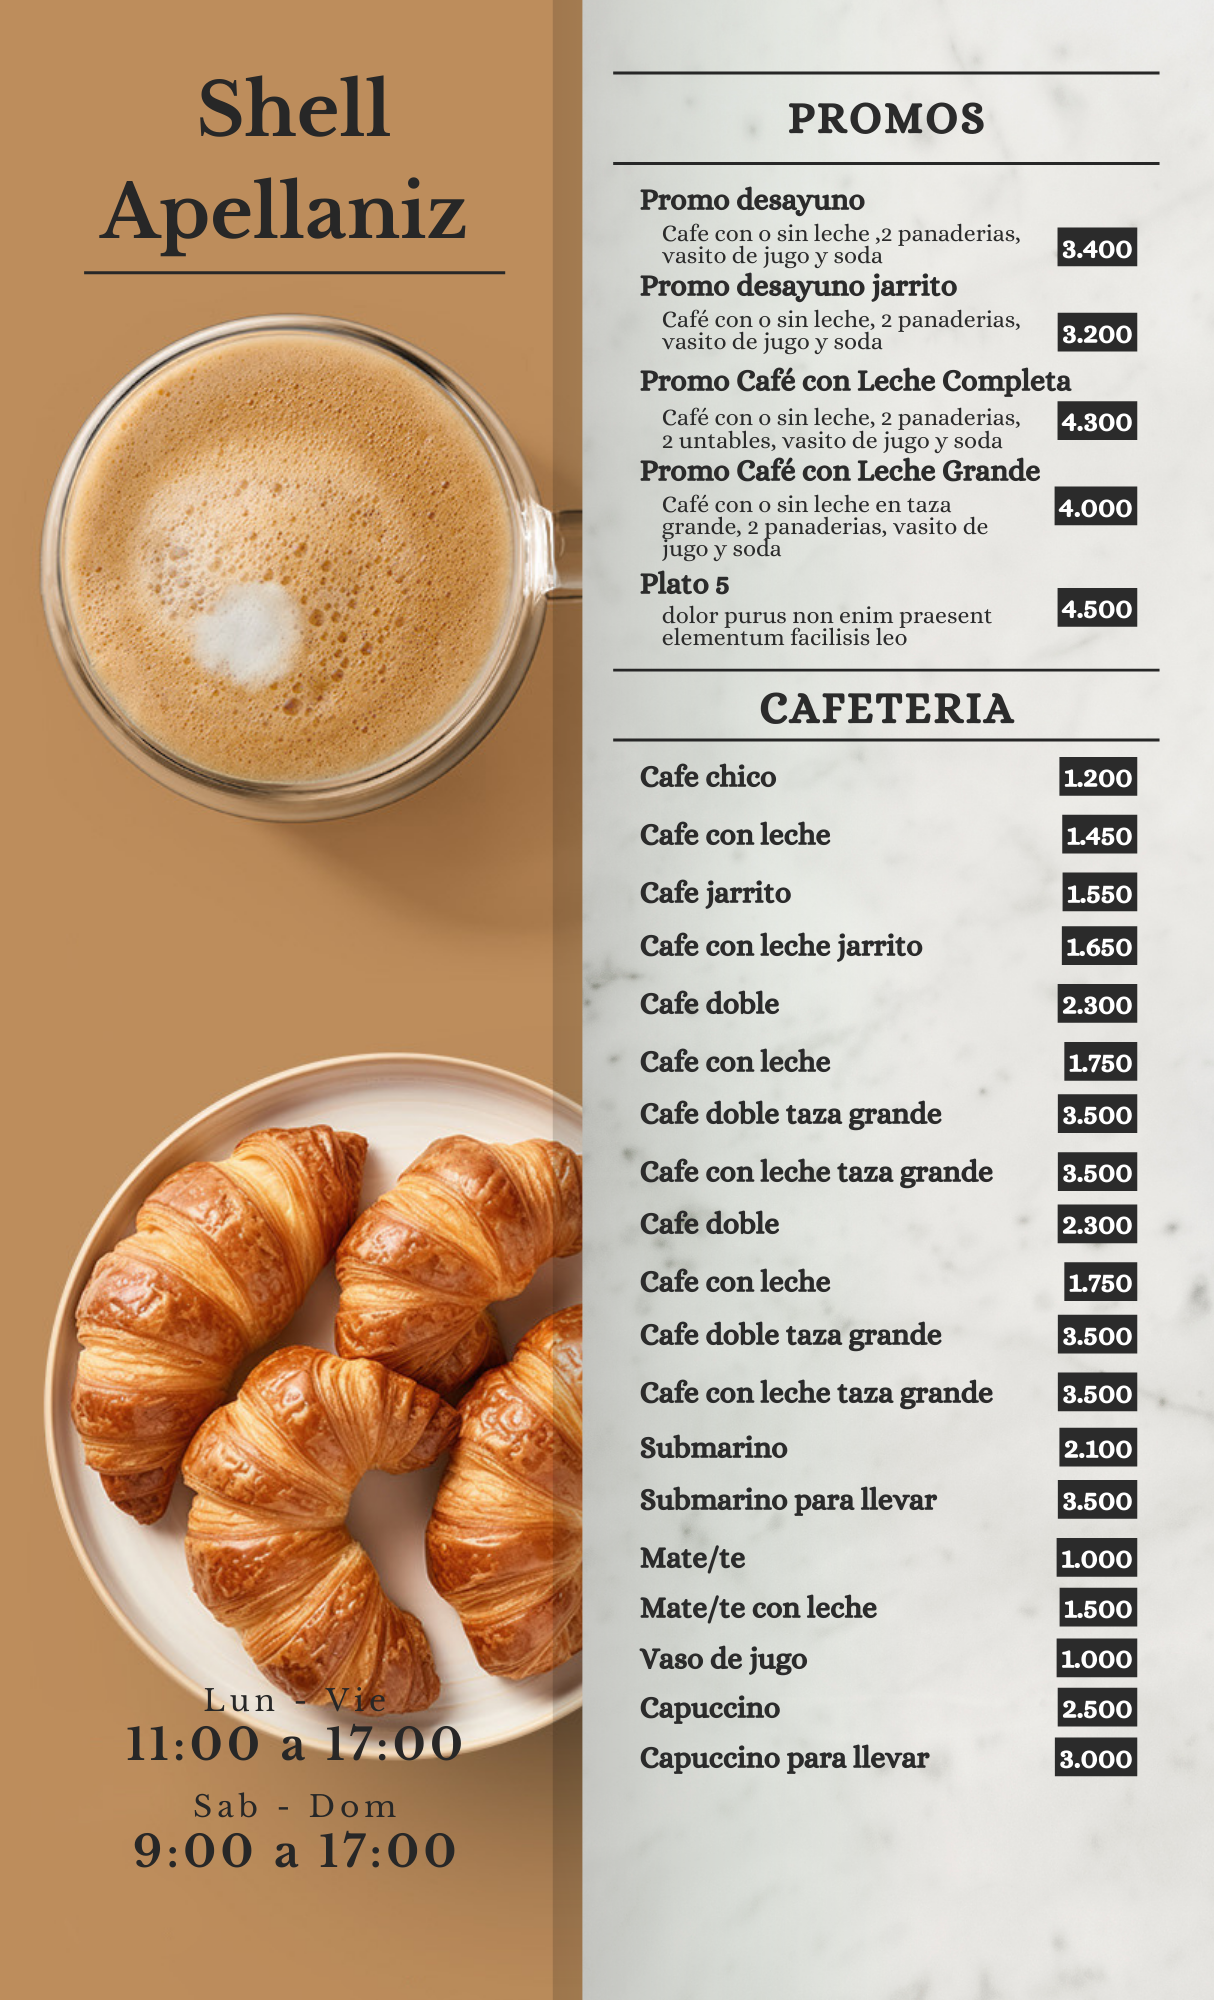 Shell
Apellaniz
Lun - Vie
11:00 a 17:00
Sab - Dom
9:00 a 17:00
PROMOS
Promo desayuno
Cafe con o sin leche ,2 panaderias,
vasito de jugo y soda
3.400
Promo desayuno jarrito
Café con o sin leche, 2 panaderias,
vasito de jugo y soda
3.200
Promo Café con Leche Completa
Café con o sin leche, 2 panaderias,
2 untables, vasito de jugo y soda
4.300
Promo Café con Leche Grande
Café con o sin leche en taza
grande, 2 panaderias, vasito de
jugo y soda
4.000
Plato 5
dolor purus non enim praesent
elementum facilisis leo
4.500
CAFETERIA
Cafe chico 1.200
Cafe con leche 1.450
Cafe jarrito 1.550
Cafe con leche jarrito 1.650
Cafe doble 2.300
Cafe con leche 1.750
Cafe doble taza grande 3.500
Cafe con leche taza grande 3.500
Cafe doble 2.300
Cafe con leche 1.750
Cafe doble taza grande 3.500
Cafe con leche taza grande 3.500
Submarino 2.100
Submarino para llevar 3.500
Mate/te 1.000
Mate/te con leche 1.500
Vaso de jugo 1.000
Capuccino 2.500
Capuccino para llevar 3.000